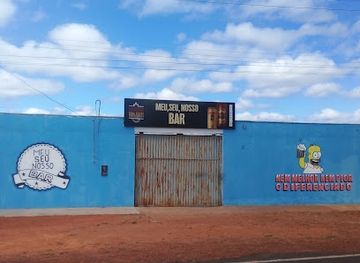 MEU, SEU, NOSSO
BAR
MEU
SEU
NOSSO
BAR
NEM MELHOR, NEM PIOR
O DIFERENCIADO